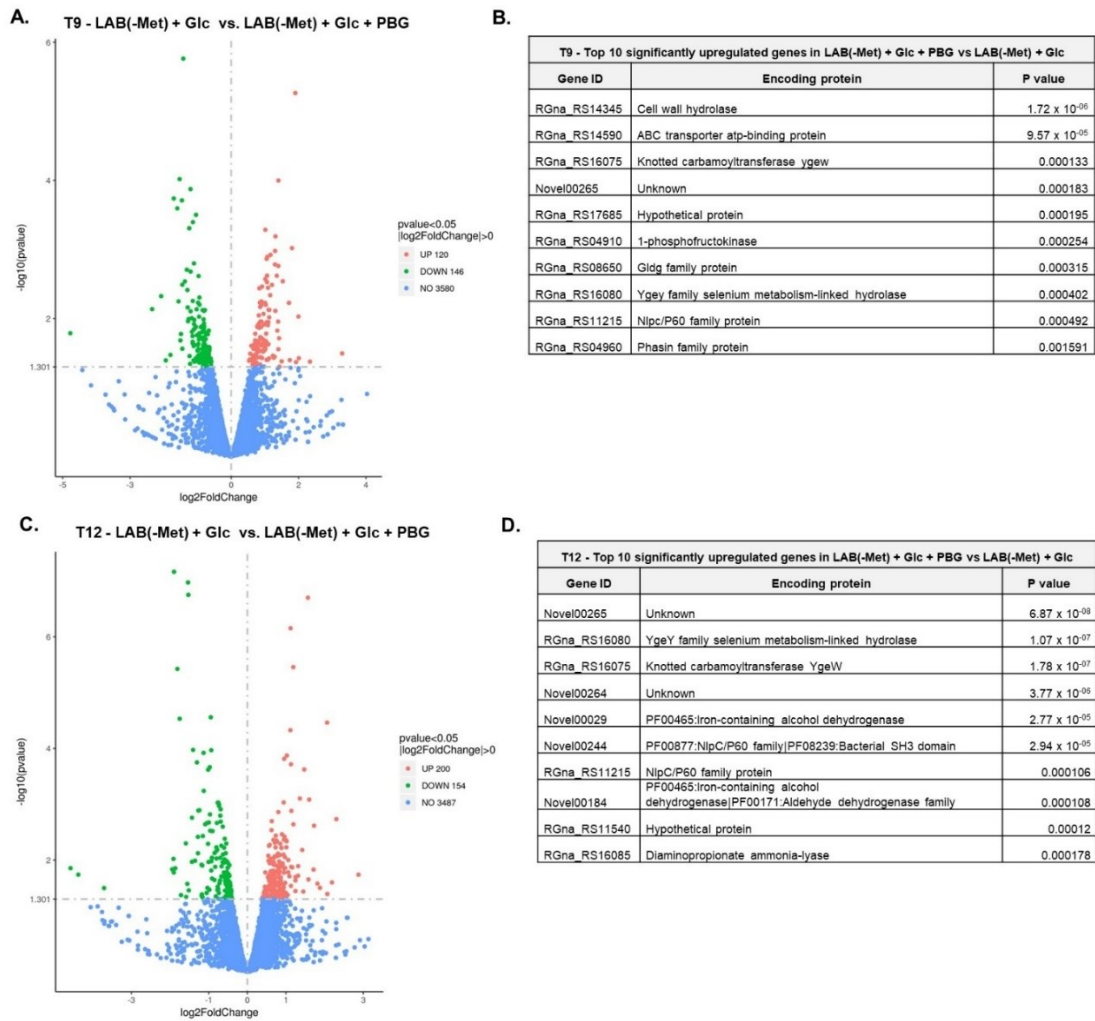 A.
T9 - LAB(-Met) + Glc vs. LAB(-Met) + Glc + PBG
6
4
2
1.301
-log10(pvalue)
-5
-3
0
2
4
log2FoldChange
pvalue<0.05
|log2FoldChange|>0
UP 120
DOWN 146
NO 3580
B.
T9 - Top 10 significantly upregulated genes in LAB(-Met) + Glc + PBG vs LAB(-Met) + Glc
Gene ID Encoding protein P value
RGna_RS14345 Cell wall hydrolase 1.72 x 10-06
RGna_RS14590 ABC transporter atp-binding protein 9.57 x 10-05
RGna_RS16075 Knotted carbamoyltransferase ygew 0.000133
Novel00265 Unknown 0.000183
RGna_RS17685 Hypothetical protein 0.000195
RGna_RS04910 1-phosphofructokinase 0.000254
RGna_RS08650 Gldg family protein 0.000315
RGna_RS16080 Ygey family selenium metabolism-linked hydrolase 0.000402
RGna_RS11215 Nlpc/P60 family protein 0.000492
RGna_RS04960 Phasin family protein 0.001591
C.
T12 - LAB(-Met) + Glc vs. LAB(-Met) + Glc + PBG
6
4
2
1.301
-log10(pvalue)
-3
-1
0
1
3
log2FoldChange
pvalue<0.05
|log2FoldChange|>0
UP 200
DOWN 154
NO 3487
D.
T12 - Top 10 significantly upregulated genes in LAB(-Met) + Glc + PBG vs LAB(-Met) + Glc
Gene ID Encoding protein P value
Novel00265 Unknown 6.87 x 10-08
RGna_RS16080 YgeY family selenium metabolism-linked hydrolase 1.07 x 10-07
RGna_RS16075 Knotted carbamoyltransferase YgeW 1.78 x 10-07
Novel00264 Unknown 3.77 x 10-06
Novel00029 PF00465:Iron-containing alcohol dehydrogenase 2.77 x 10-05
Novel00244 PF00877:NlpC/P60 family|PF08239:Bacterial SH3 domain 2.94 x 10-05
RGna_RS11215 NlpC/P60 family protein 0.000106
Novel00184 PF00465:Iron-containing alcohol
dehydrogenase|PF00171:Aldehyde dehydrogenase family 0.000108
RGna_RS11540 Hypothetical protein 0.00012
RGna_RS16085 Diaminopropionate ammonia-lyase 0.000178